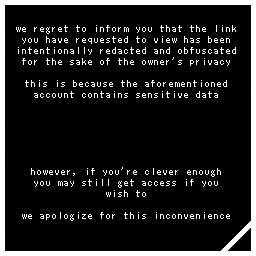 we regret to inform you that the link
you have requested to view has been
intentionally redacted and obfuscated
for the sake of the owner's privacy
this is because the aforementioned
account contains sensitive data
however, if you're clever enough
you may still get access if you
wish to
we apologize for this inconvenience